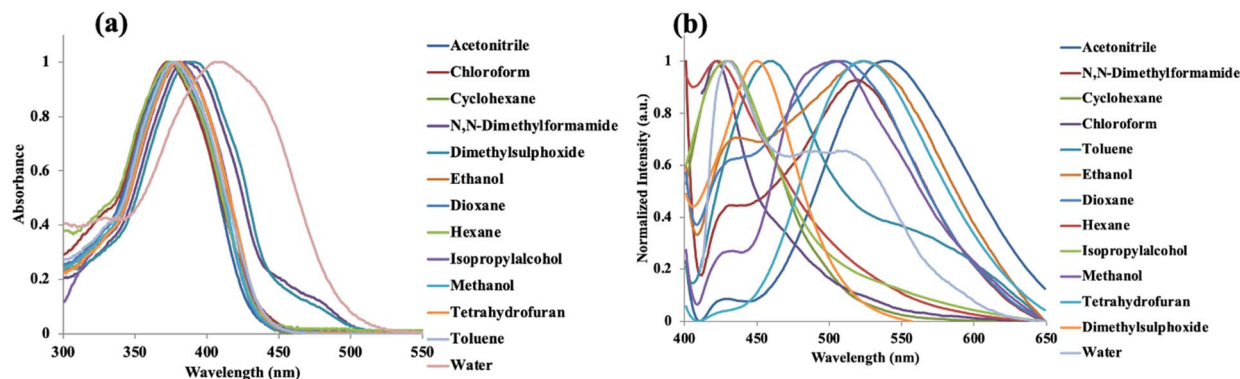 (a)
Absorbance
1
0.8
0.6
0.4
0.2
0
300
350
400
450
500
550
Wavelength (nm)
Acetonitrile
Chloroform
Cyclohexane
N,N-Dimethylformamide
Dimethylsulphoxide
Ethanol
Dioxane
Hexane
Isopropylalcohol
Methanol
Tetrahydrofuran
Toluene
Water
(b)
Normalized Intensity (a.u.)
1
0.8
0.6
0.4
0.2
0
400
450
500
550
600
650
Wavelength (nm)
Acetonitrile
N,N-Dimethylformamide
Cyclohexane
Chloroform
Toluene
Ethanol
Dioxane
Hexane
Isopropylalcohol
Methanol
Tetrahydrofuran
Dimethylsulphoxide
Water